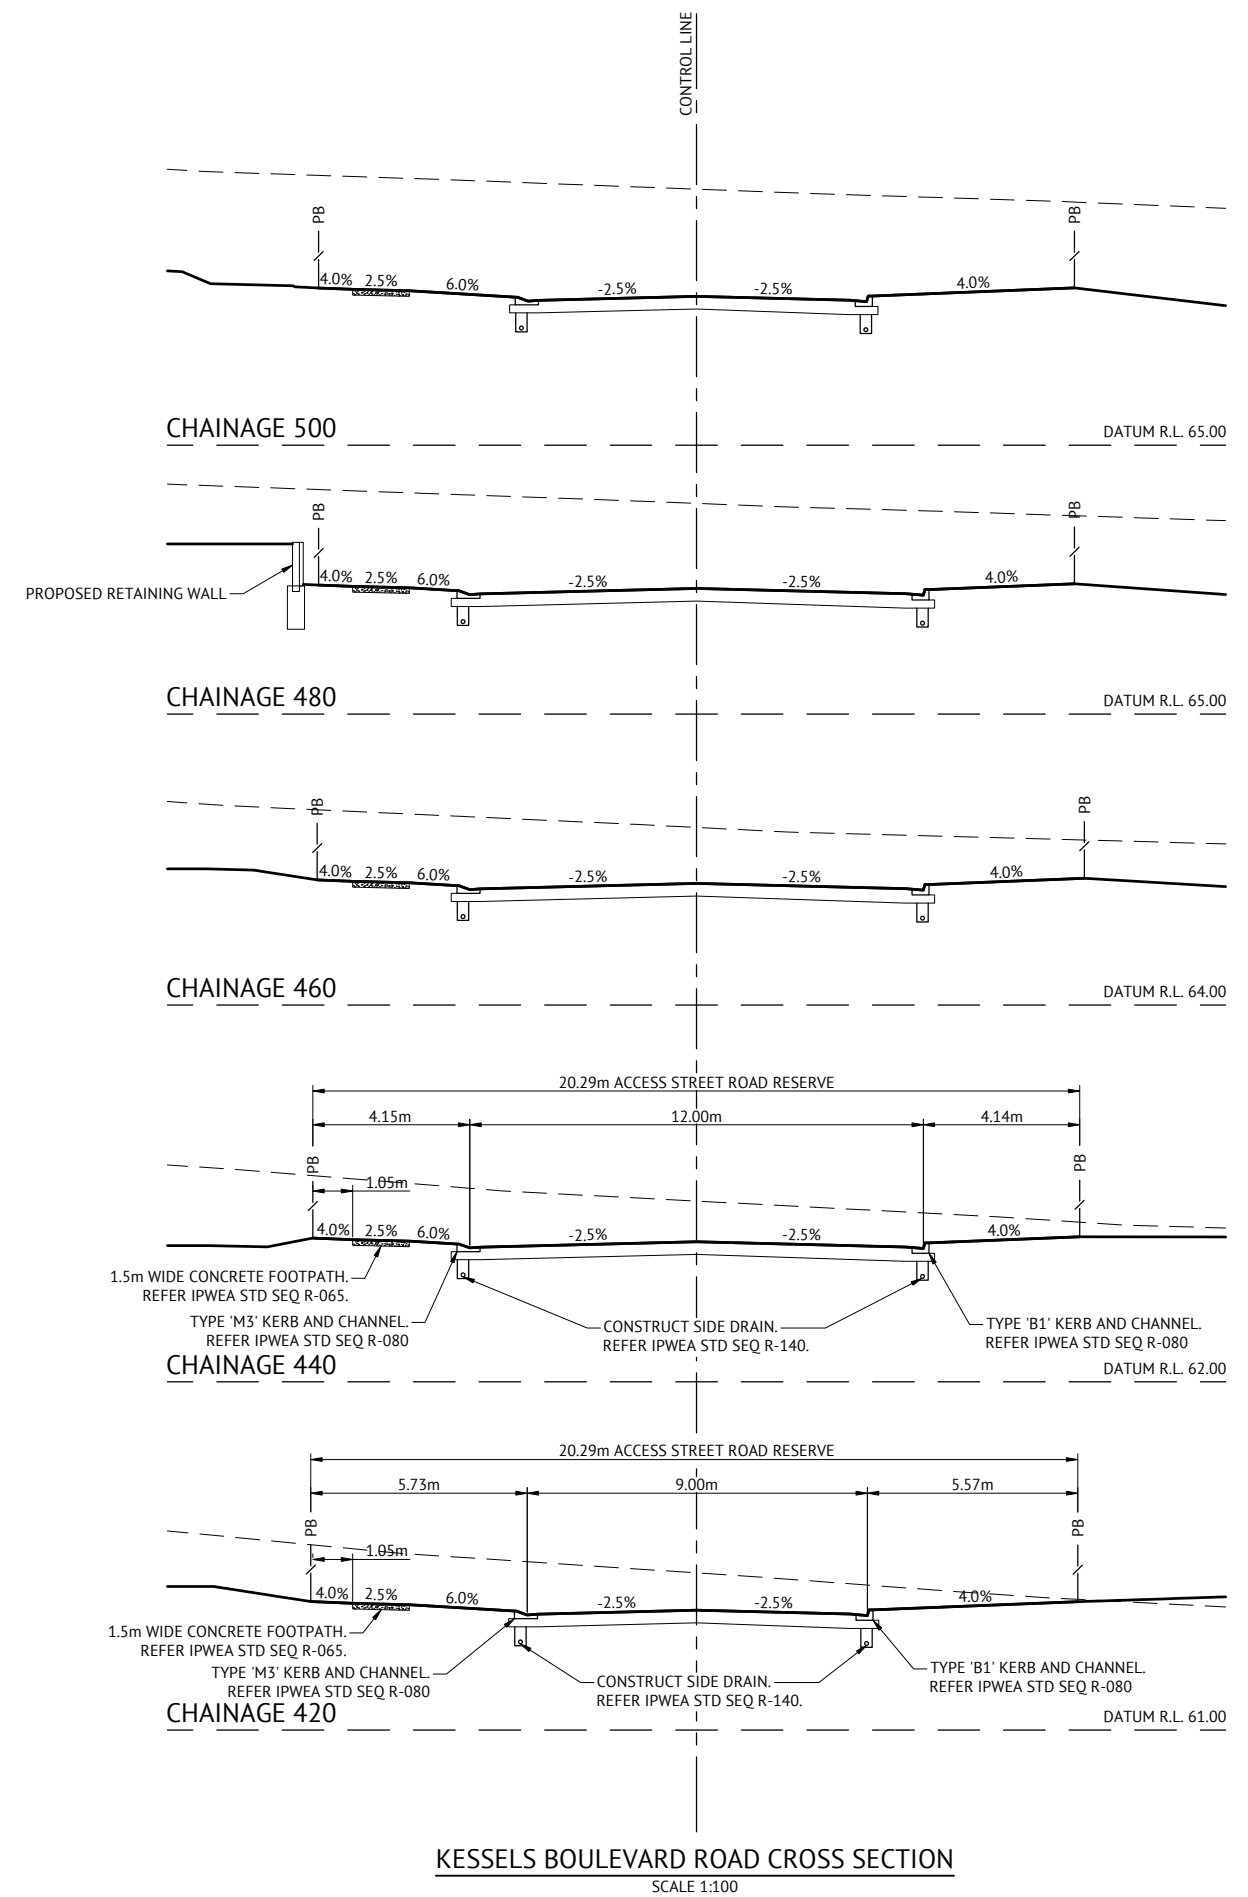 CONTROL LINE
PB
PB
4.0% 2.5% 6.0% -2.5% -2.5% 4.0%
CHAINAGE 500
DATUM R.L. 65.00
PB
PB
4.0% 2.5% 6.0% -2.5% -2.5% 4.0%
PROPOSED RETAINING WALL
CHAINAGE 480
DATUM R.L. 65.00
PB
PB
4.0% 2.5% 6.0% -2.5% -2.5% 4.0%
CHAINAGE 460
DATUM R.L. 64.00
20.29m ACCESS STREET ROAD RESERVE
4.15m 12.00m 4.14m
PB
PB
1.05m
4.0% 2.5% 6.0% -2.5% -2.5% 4.0%
1.5m WIDE CONCRETE FOOTPATH.
REFER IPWEA STD SEQ R-065.
TYPE 'M3' KERB AND CHANNEL.
REFER IPWEA STD SEQ R-080
CONSTRUCT SIDE DRAIN.
REFER IPWEA STD SEQ R-140.
TYPE 'B1' KERB AND CHANNEL.
REFER IPWEA STD SEQ R-080
CHAINAGE 440
DATUM R.L. 62.00
20.29m ACCESS STREET ROAD RESERVE
5.73m 9.00m 5.57m
PB
PB
1.05m
4.0% 2.5% 6.0% -2.5% -2.5% 4.0%
1.5m WIDE CONCRETE FOOTPATH.
REFER IPWEA STD SEQ R-065.
TYPE 'M3' KERB AND CHANNEL.
REFER IPWEA STD SEQ R-080
CONSTRUCT SIDE DRAIN.
REFER IPWEA STD SEQ R-140.
TYPE 'B1' KERB AND CHANNEL.
REFER IPWEA STD SEQ R-080
CHAINAGE 420
DATUM R.L. 61.00
KESSELS BOULEVARD ROAD CROSS SECTION
SCALE 1:100